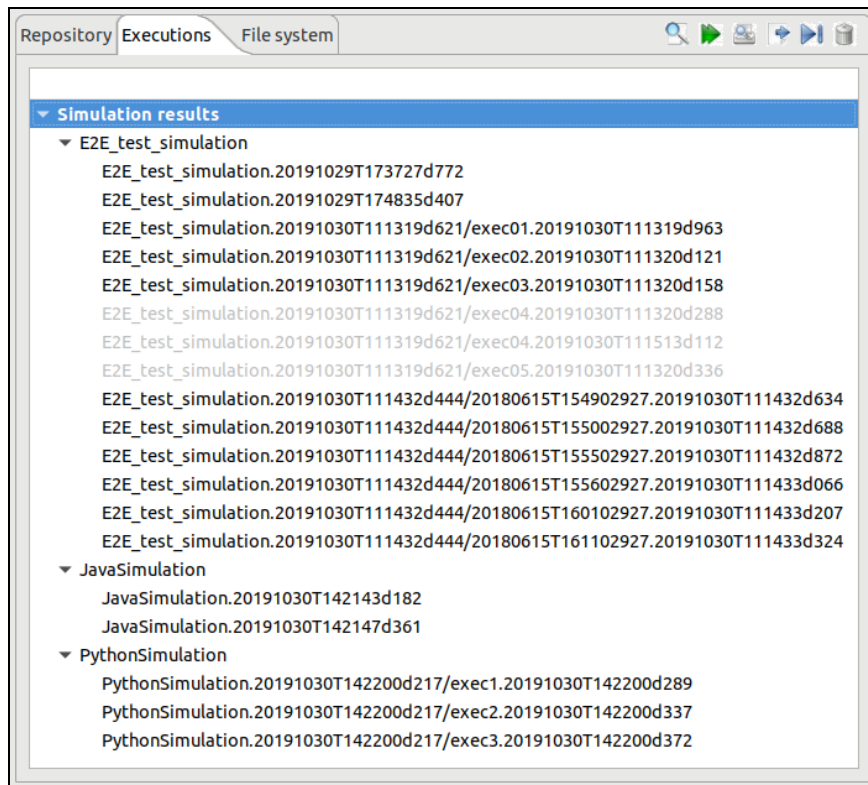 Repository Executions File system
Simulation results
E2E_test_simulation
E2E_test_simulation.20191029T173727d772
E2E_test_simulation.20191029T174835d407
E2E_test_simulation.20191030T111319d621/exec01.20191030T111319d963
E2E_test_simulation.20191030T111319d621/exec02.20191030T111320d121
E2E_test_simulation.20191030T111319d621/exec03.20191030T111320d158
E2E_test_simulation.20191030T111319d621/exec04.20191030T111320d288
E2E_test_simulation.20191030T111319d621/exec04.20191030T111513d112
E2E_test_simulation.20191030T111319d621/exec05.20191030T111320d336
E2E_test_simulation.20191030T111432d444/20180615T154902927.20191030T111432d634
E2E_test_simulation.20191030T111432d444/20180615T155002927.20191030T111432d688
E2E_test_simulation.20191030T111432d444/20180615T155502927.20191030T111432d872
E2E_test_simulation.20191030T111432d444/20180615T155602927.20191030T111433d066
E2E_test_simulation.20191030T111432d444/20180615T160102927.20191030T111433d207
E2E_test_simulation.20191030T111432d444/20180615T161102927.20191030T111433d324
JavaSimulation
JavaSimulation.20191030T142143d182
JavaSimulation.20191030T142147d361
PythonSimulation
PythonSimulation.20191030T142200d217/exec1.20191030T142200d289
PythonSimulation.20191030T142200d217/exec2.20191030T142200d337
PythonSimulation.20191030T142200d217/exec3.20191030T142200d372